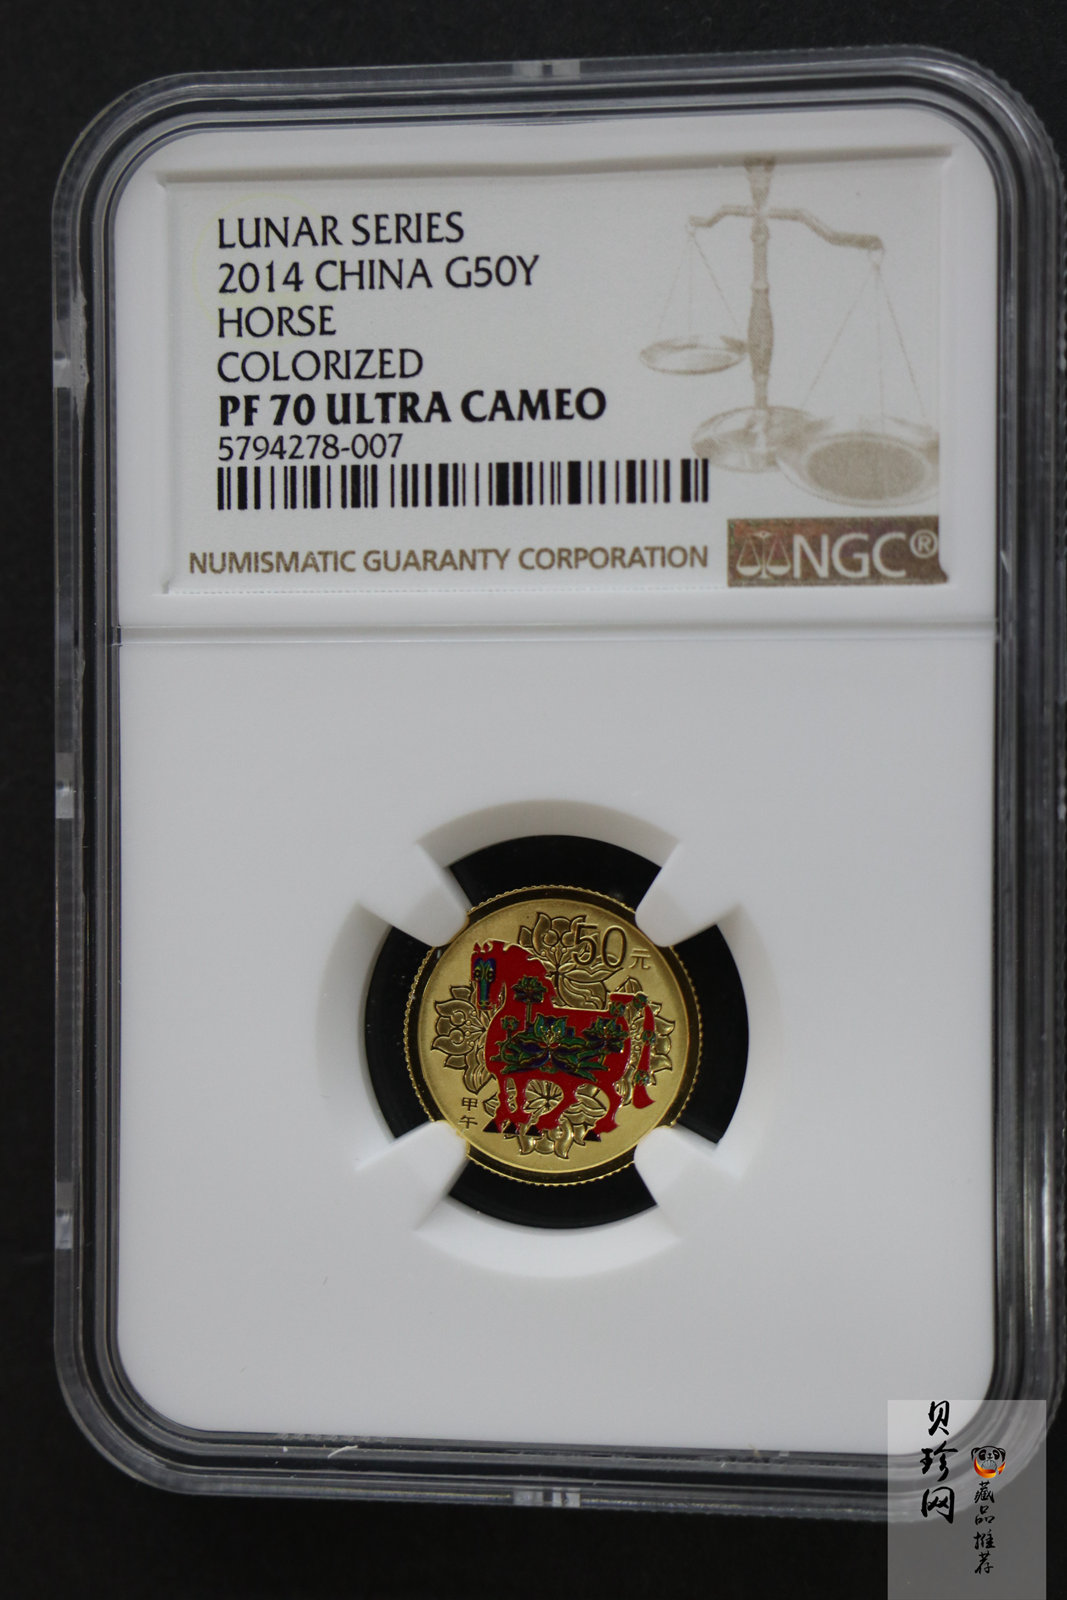 LUNAR SERIES
2014 CHINA G50Y
HORSE
COLORIZED
PF 70 ULTRA CAMEO
5794278-007
NUMISMATIC GUARANTY CORPORATION
NGC®
50元
甲午
贝珍网
藏品推荐